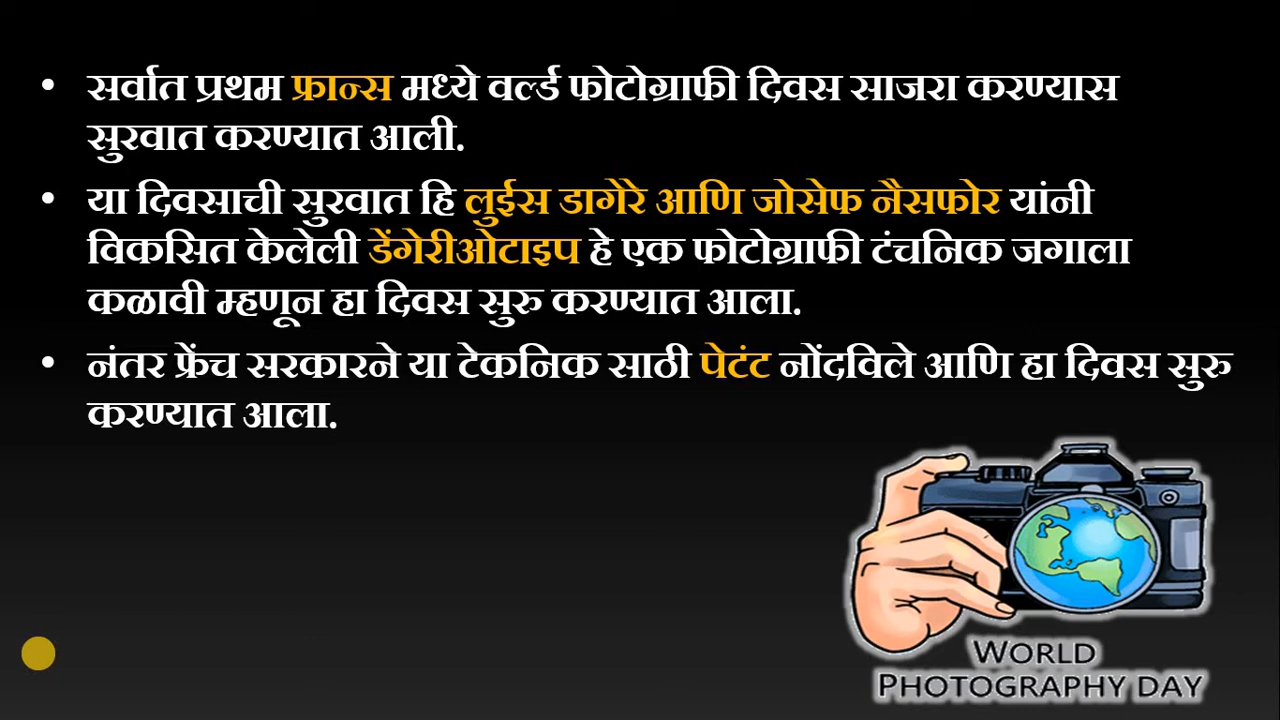 • सर्वात प्रथम फ्रान्स मध्ये वर्ल्ड फोटोग्राफी दिवस साजरा करण्यास
सुरवात करण्यात आली.
• या दिवसाची सुरवात हि लुईस डागेरे आणि जोसेफ नैसफोर यांनी
विकसित केलेली डेंगेरीओटाइप हे एक फोटोग्राफी टंचनिक जगाला
कळावी म्हणून हा दिवस सुरु करण्यात आला.
• नंतर फ्रेंच सरकारने या टेकनिक साठी पेटंट नोंदविले आणि हा दिवस सुरु
करण्यात आला.
WORLD
PHOTOGRAPHY DAY